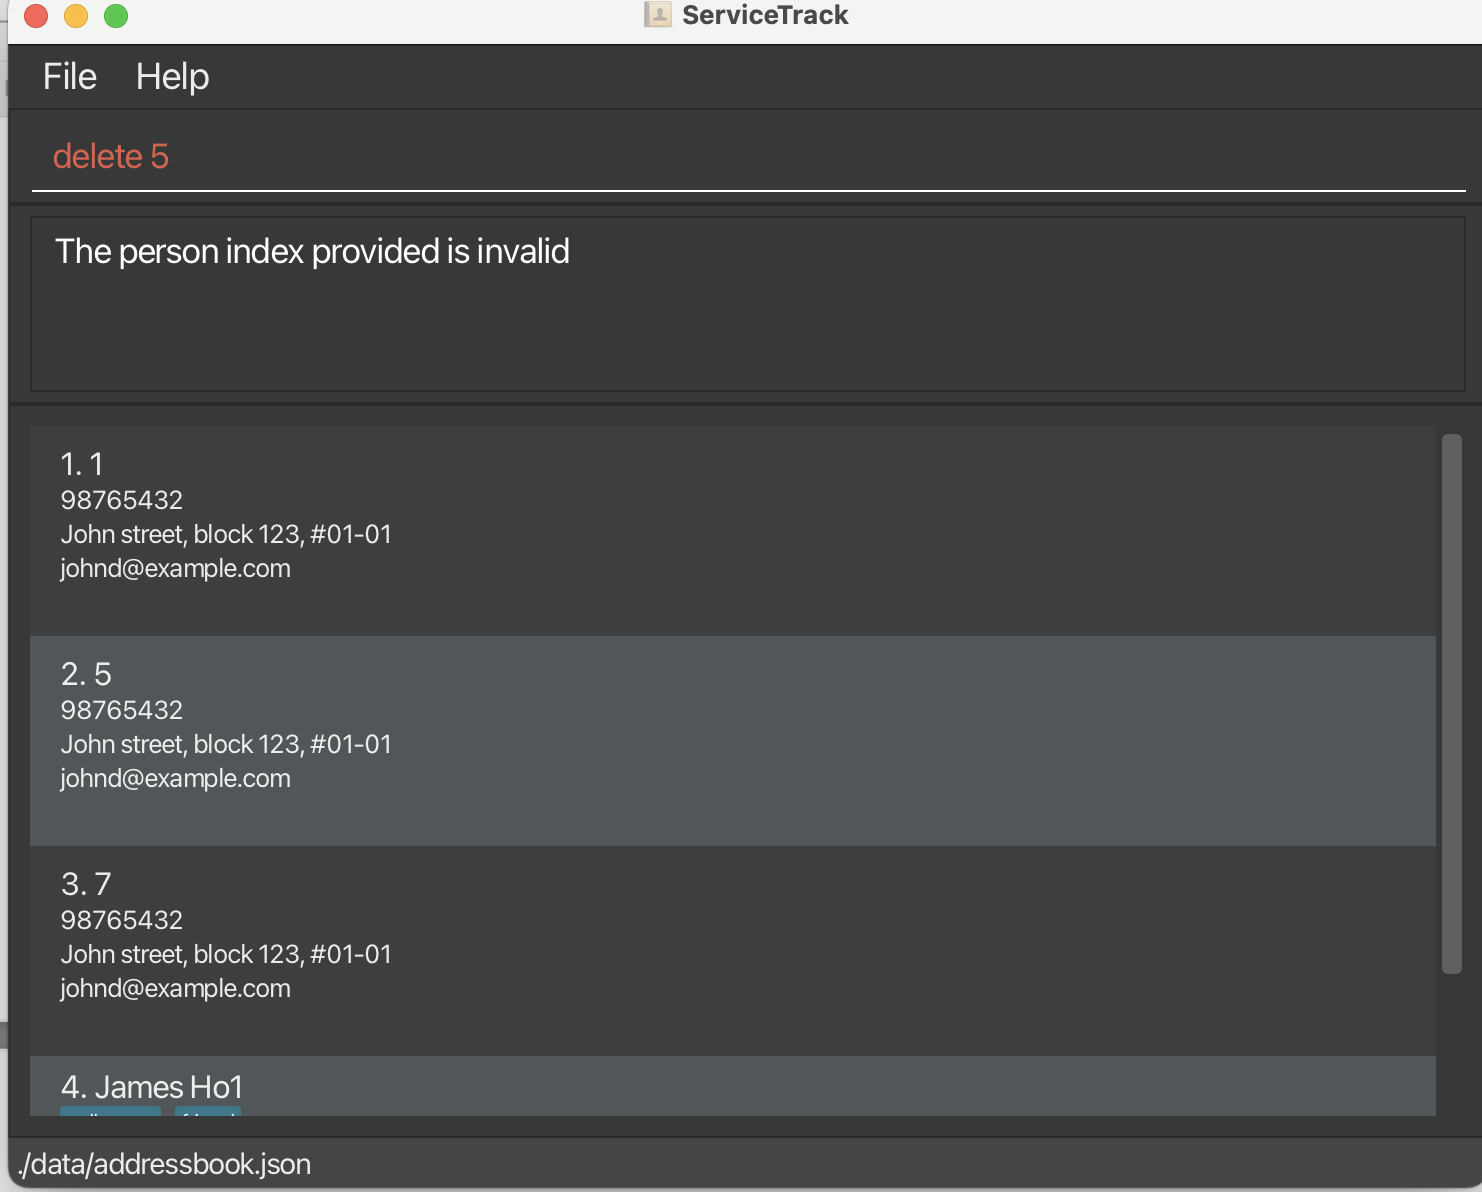 ServiceTrack
File Help
delete 5
The person index provided is invalid
1. 1
98765432
John street, block 123, #01-01
johnd@example.com
2. 5
98765432
John street, block 123, #01-01
johnd@example.com
3. 7
98765432
John street, block 123, #01-01
johnd@example.com
4. James Ho1
./data/addressbook.json